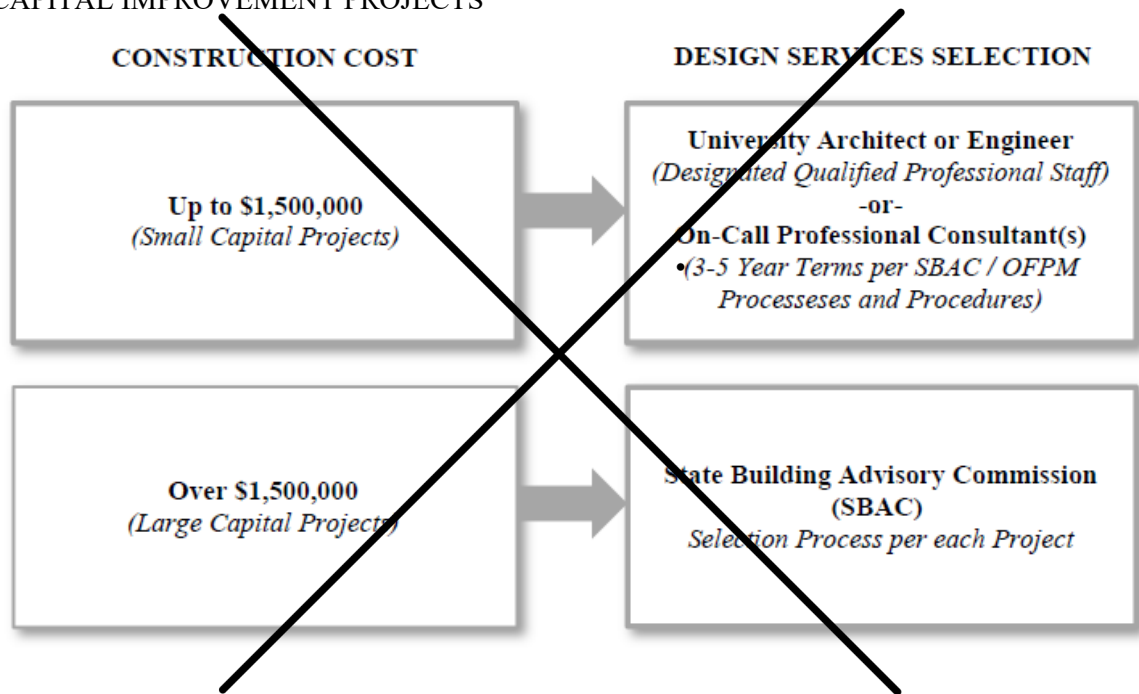 CAPITAL IMPROVEMENT PROJECTS
CONSTRUCTION COST
DESIGN SERVICES SELECTION
Up to $1,500,000
(Small Capital Projects)
University Architect or Engineer
(Designated Qualified Professional Staff)
-or-
On-Call Professional Consultant(s)
•(3-5 Year Terms per SBAC / OFPM
Processeses and Procedures)
Over $1,500,000
(Large Capital Projects)
State Building Advisory Commission
(SBAC)
Selection Process per each Project